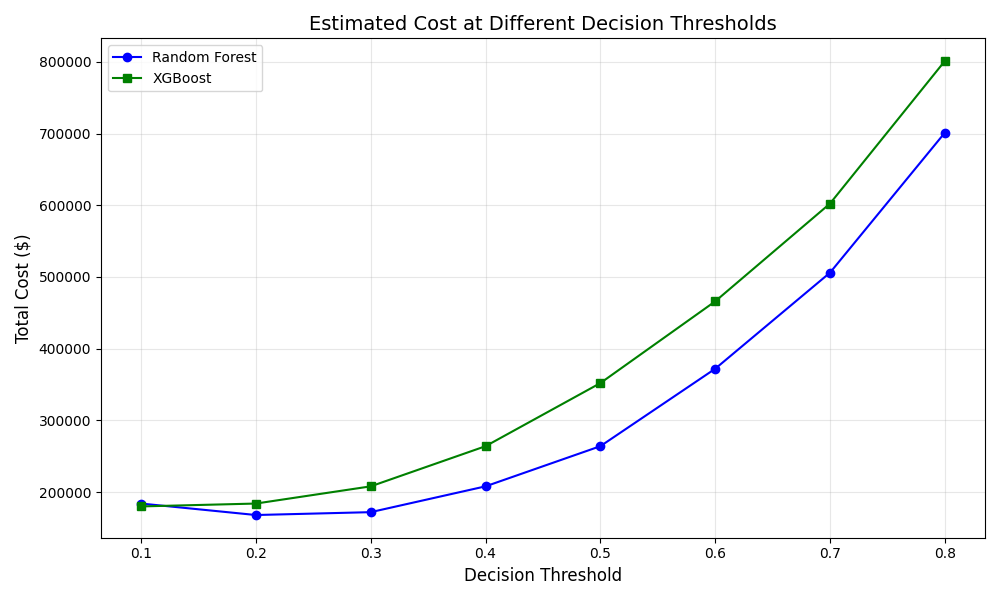 Estimated Cost at Different Decision Thresholds
Random Forest
XGBoost
Total Cost ($)
800000
700000
600000
500000
400000
300000
200000
0.1 0.2 0.3 0.4 0.5 0.6 0.7 0.8
Decision Threshold